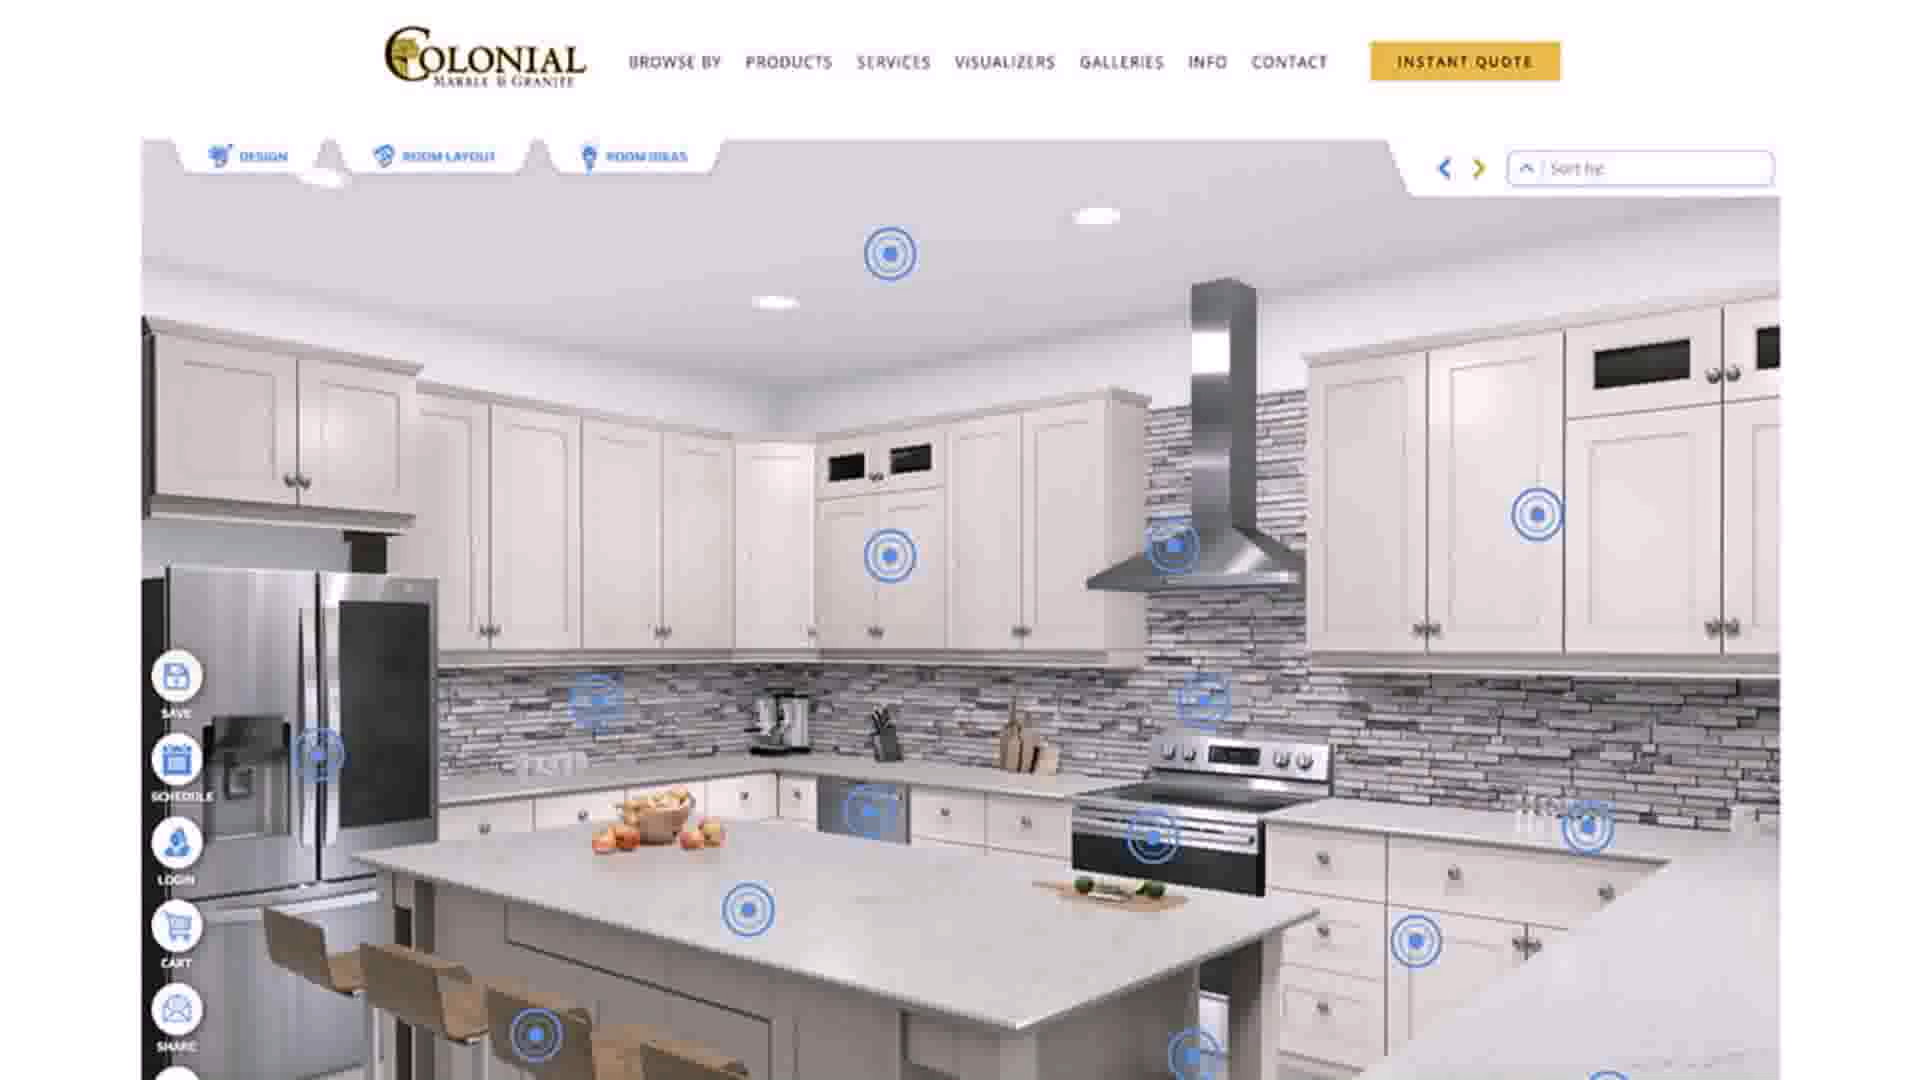 COLONIAL
MARBLE & GRANITE
BROWSE BY PRODUCTS SERVICES VISUALIZERS GALLERIES INFO CONTACT INSTANT QUOTE
DESIGN ROOM LAYOUT ROOM IDEAS Sort by:
SAVE
SCHEDULE
LOGIN
CART
SHARE